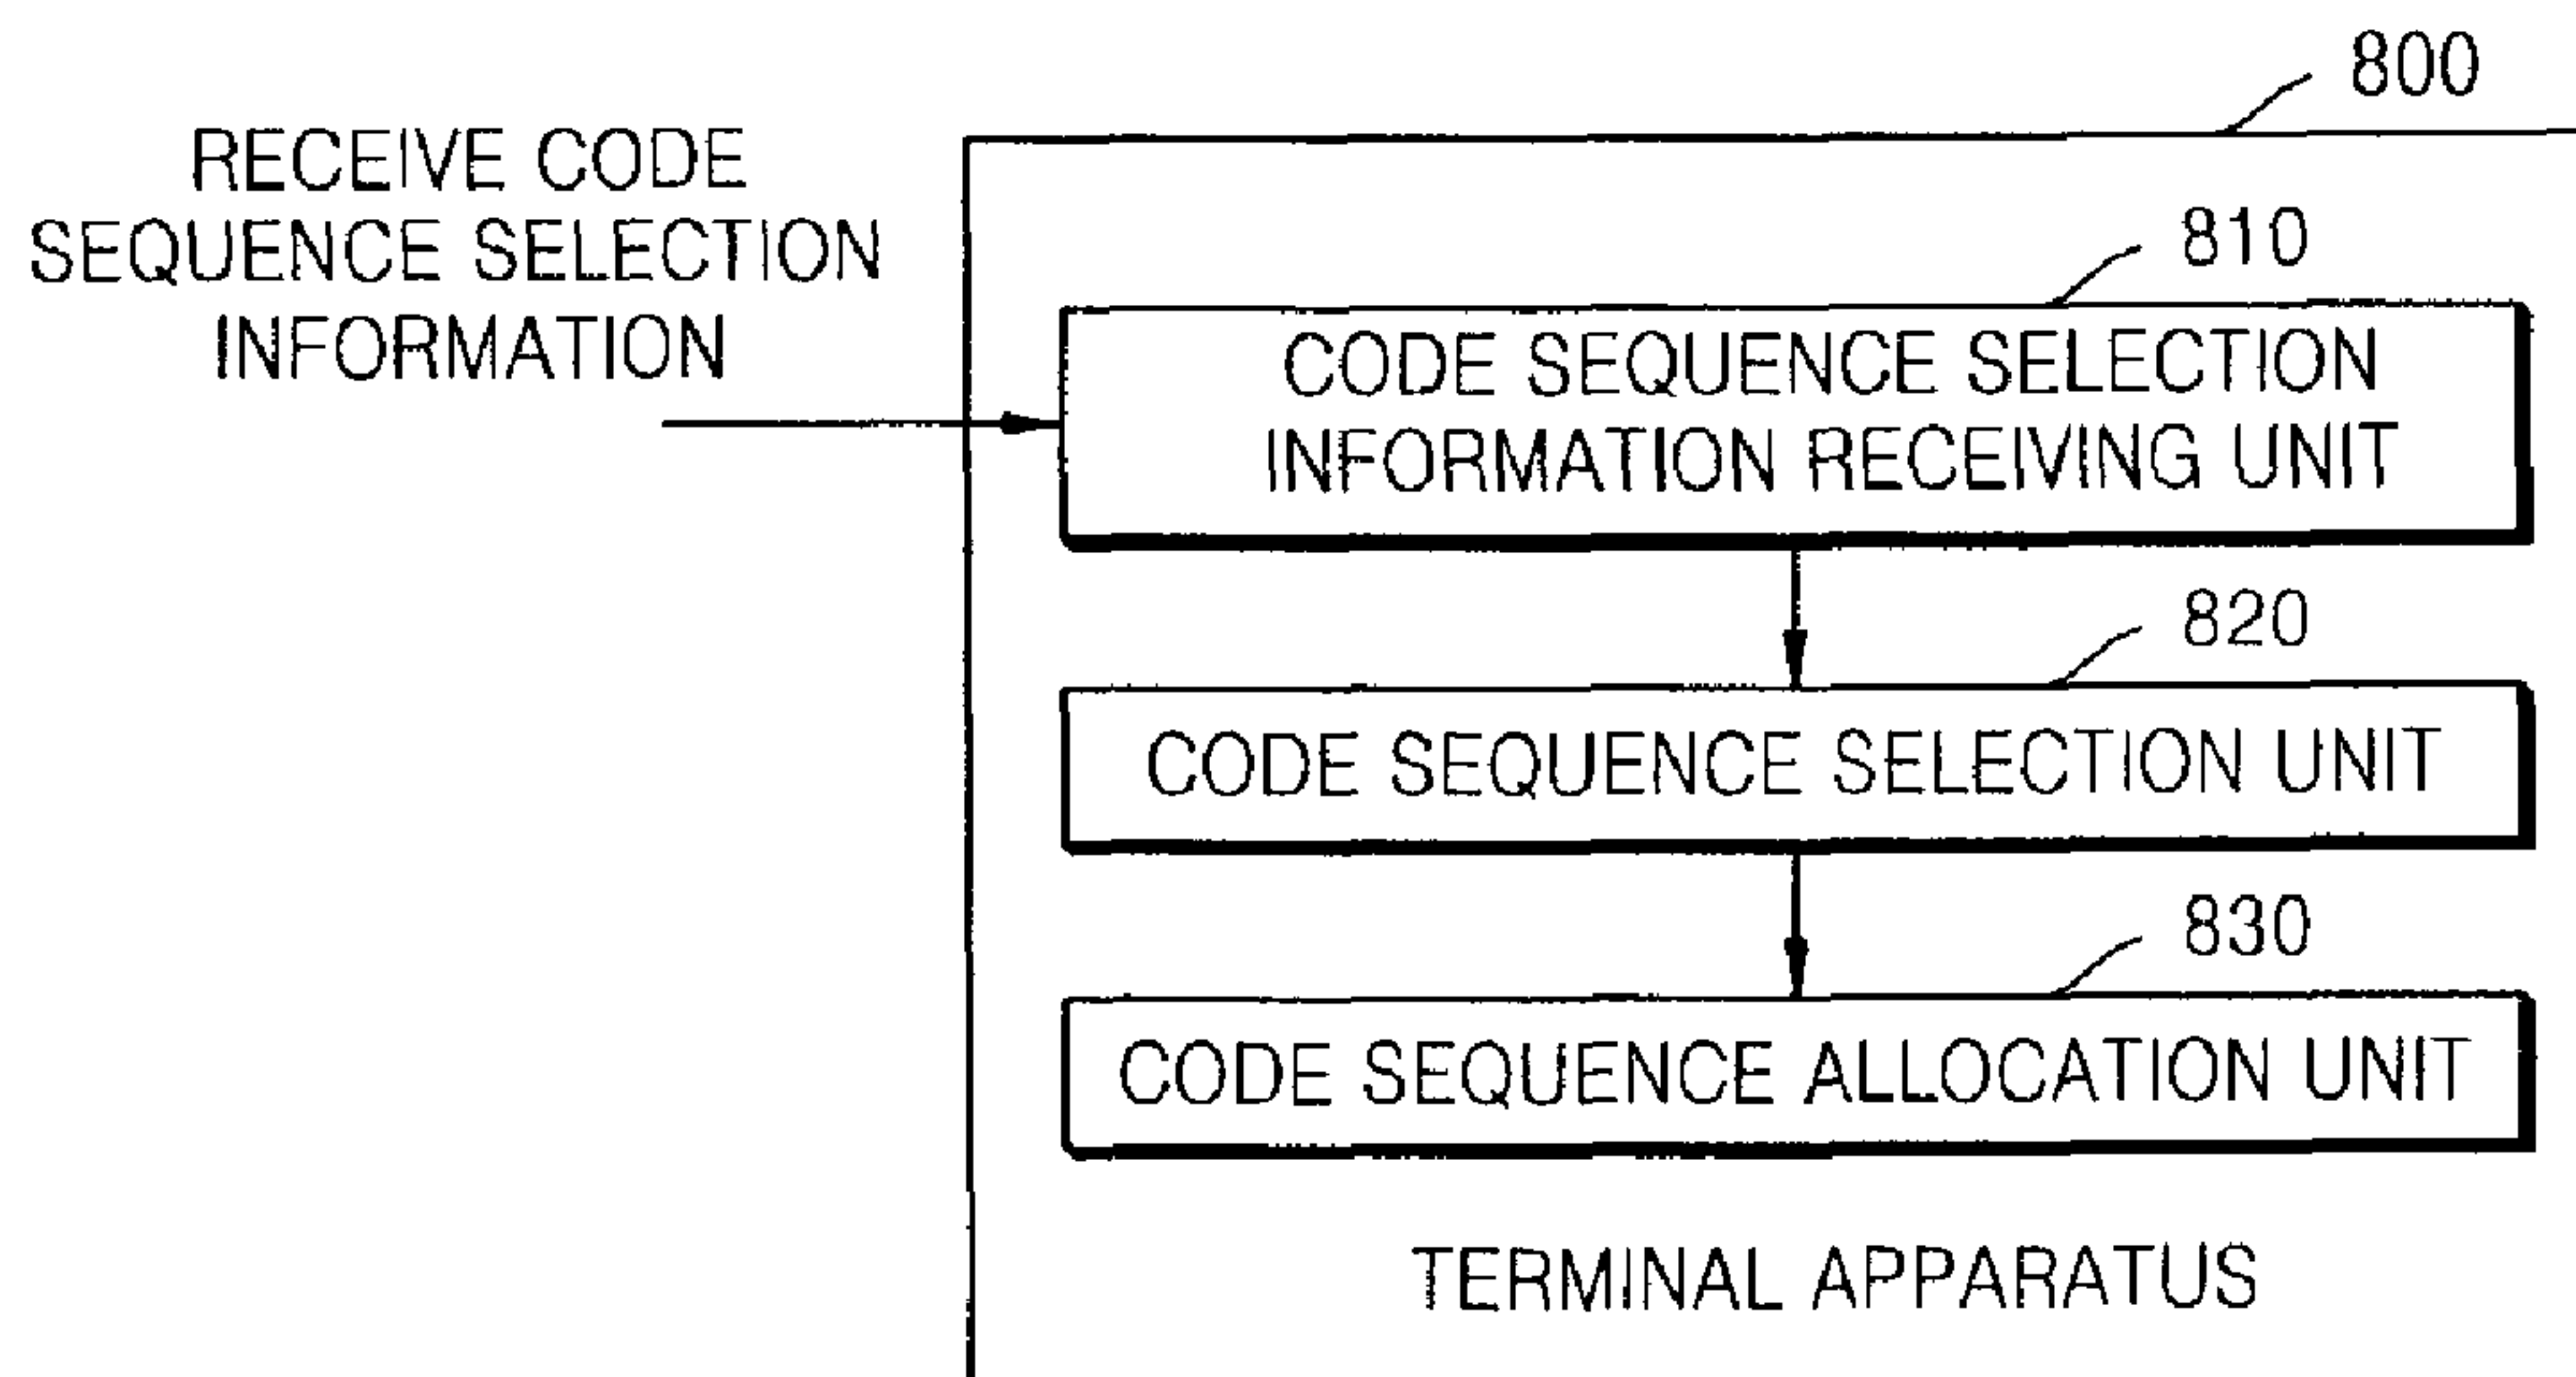 800
RECEIVE CODE
SEQUENCE SELECTION
INFORMATION
810
CODE SEQUENCE SELECTION
INFORMATION RECEIVING UNIT
820
CODE SEQUENCE SELECTION UNIT
830
CODE SEQUENCE ALLOCATION UNIT
TERMINAL APPARATUS